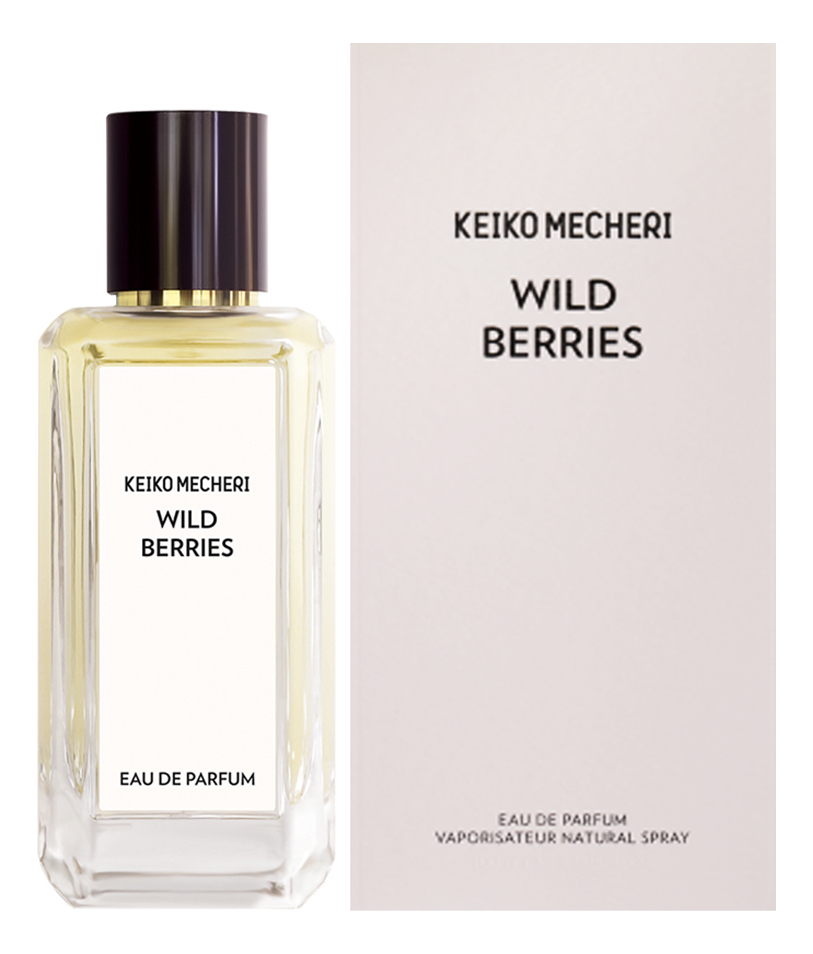 KEIKO MECHERI
WILD
BERRIES
EAU DE PARFUM
KEIKO MECHERI
WILD
BERRIES
EAU DE PARFUM
VAPORISATEUR NATURAL SPRAY